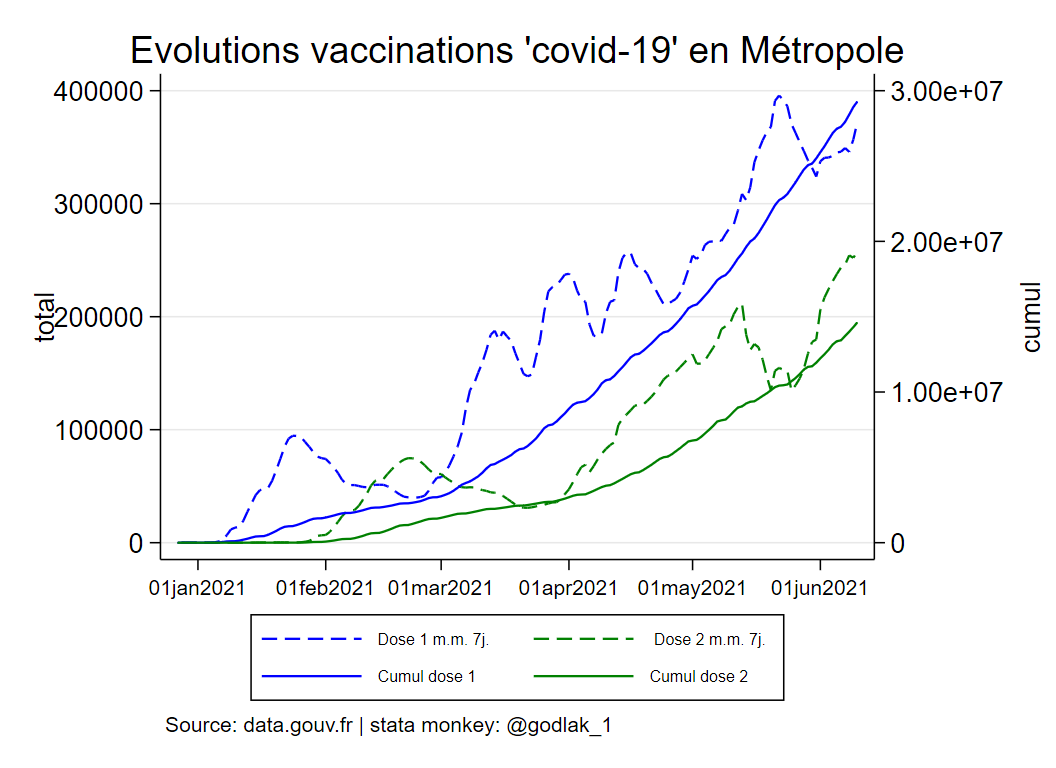 Evolutions vaccinations 'covid-19' en Métropole
400000
300000
200000
100000
0
total
3.00e+07
2.00e+07
1.00e+07
0
cumul
01jan2021 01feb2021 01mar2021 01apr2021 01may2021 01jun2021
Dose 1 m.m. 7j. Dose 2 m.m. 7j.
Cumul dose 1 Cumul dose 2
Source: data.gouv.fr | stata monkey: @godlak_1